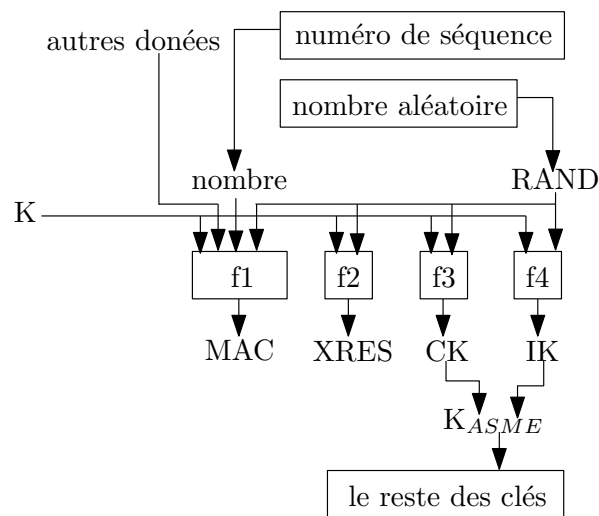 numéro de séquence
autres donées
nombre aléatoire
nombre
RAND
K
f1
f2
f3
f4
MAC
XRES
CK
IK
K_{ASME}
le reste des clés